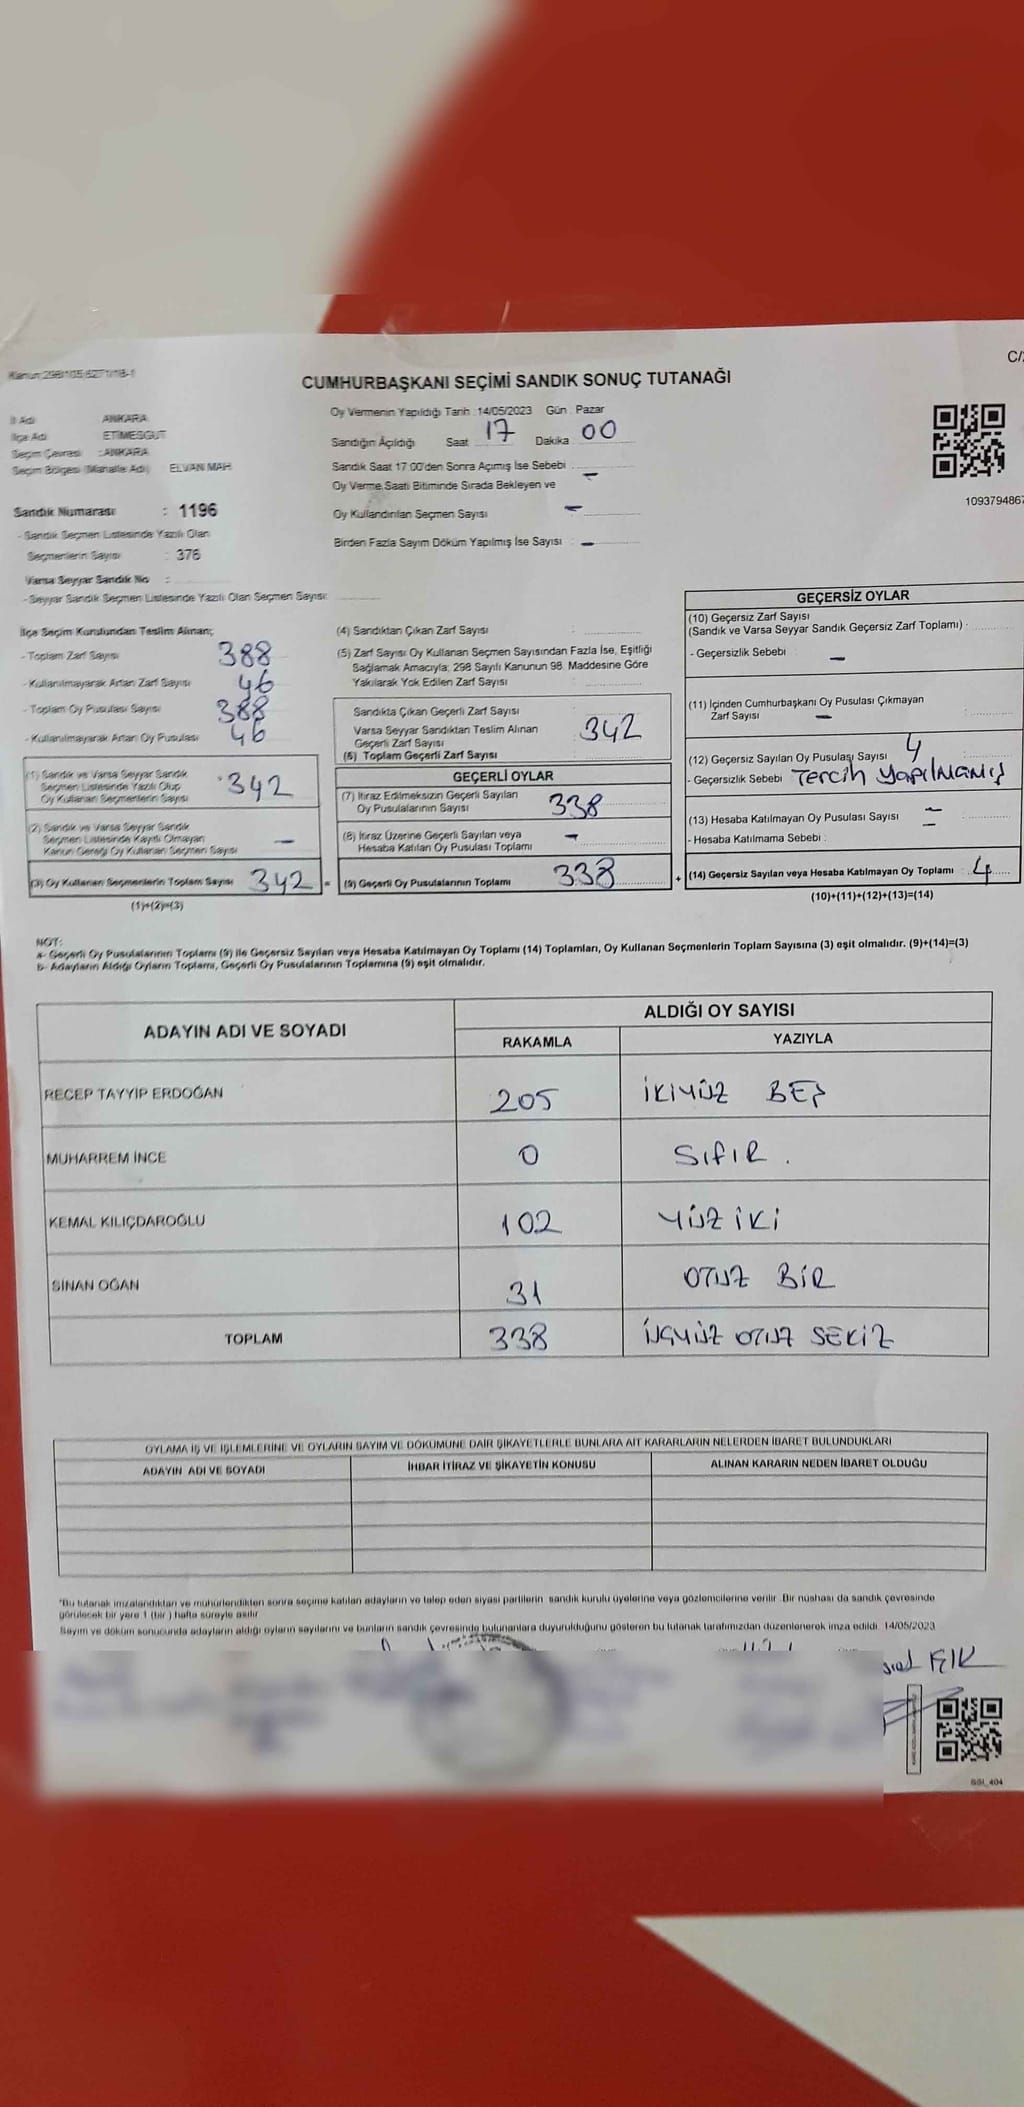 Kanun:298/105-6271/18-1
C/
CUMHURBAŞKANI SEÇİMİ SANDIK SONUÇ TUTANAĞI
İl Adı ANKARA
İlçe Adı ETİMESGUT
Seçim Çevresi : ANKARA
Seçim Bölgesi (Mahalle Adı) ELVAN MAH
Sandık Numarası : 1196
- Sandık Seçmen Listesinde Yazılı Olan
Seçmenlerin Sayısı : 376
Varsa Seyyar Sandık No :
- Seyyar Sandık Seçmen Listesinde Yazılı Olan Seçmen Sayısı:
Oy Vermenin Yapıldığı Tarih : 14/05/2023 Gün : Pazar
Sandığın Açıldığı Saat 17 Dakika 00
Sandık Saat 17:00'den Sonra Açımış İse Sebebi : -
Oy Verme Saati Bitiminde Sırada Bekleyen ve
Oy Kullandırılan Seçmen Sayısı : -
Birden Fazla Sayım Döküm Yapılmış İse Sayısı : -
1093794867
İlçe Seçim Kurulundan Teslim Alınan;
- Toplam Zarf Sayısı 388
- Kullanılmayarak Artan Zarf Sayısı 46
- Toplam Oy Pusulası Sayısı 388
- Kullanılmayarak Artan Oy Pusulası 46
(1) Sandık ve Varsa Seyyar Sandık
Seçmen Listesinde Yazılı Olup
Oy Kullanan Seçmenlerin Sayısı 342
(2) Sandık ve Varsa Seyyar Sandık
Seçmen Listesinde Kayıtlı Olmayan
Kanun Gereği Oy Kullanan Seçmen Sayısı -
(3) Oy Kullanan Seçmenlerin Toplam Sayısı 342 =
(1)+(2)=(3)
(4) Sandıktan Çıkan Zarf Sayısı :
(5) Zarf Sayısı Oy Kullanan Seçmen Sayısından Fazla İse, Eşitliği
Sağlamak Amacıyla; 298 Sayılı Kanunun 98. Maddesine Göre
Yakılarak Yok Edilen Zarf Sayısı :
Sandıkta Çıkan Geçerli Zarf Sayısı :
Varsa Seyyar Sandıktan Teslim Alınan
Geçerli Zarf Sayısı
(6) Toplam Geçerli Zarf Sayısı 342
GEÇERLİ OYLAR
(7) İtiraz Edilmeksizin Geçerli Sayılan
Oy Pusulalarının Sayısı 338
(8) İtiraz Üzerine Geçerli Sayılan veya
Hesaba Katılan Oy Pusulası Toplamı : -
(9) Geçerli Oy Pusulalarının Toplamı 338 +
GEÇERSİZ OYLAR
(10) Geçersiz Zarf Sayısı
(Sandık ve Varsa Seyyar Sandık Geçersiz Zarf Toplamı) :
- Geçersizlik Sebebi : -
(11) İçinden Cumhurbaşkanı Oy Pusulası Çıkmayan
Zarf Sayısı : -
(12) Geçersiz Sayılan Oy Pusulası Sayısı : 4
- Geçersizlik Sebebi : Tercih Yapılmamış
(13) Hesaba Katılmayan Oy Pusulası Sayısı : -
- Hesaba Katılmama Sebebi : -
(14) Geçersiz Sayılan veya Hesaba Katılmayan Oy Toplamı : 4
(10)+(11)+(12)+(13)=(14)
NOT:
a- Geçerli Oy Pusulalarının Toplamı (9) ile Geçersiz Sayılan veya Hesaba Katılmayan Oy Toplamı (14) Toplamları, Oy Kullanan Seçmenlerin Toplam Sayısına (3) eşit olmalıdır. (9)+(14)=(3)
b- Adayların Aldığı Oyların Toplamı, Geçerli Oy Pusulalarının Toplamına (9) eşit olmalıdır.
ADAYIN ADI VE SOYADI ALDIĞI OY SAYISI
RAKAMLA YAZIYLA
RECEP TAYYİP ERDOĞAN 205 İKİYÜZ BEŞ
MUHARREM İNCE 0 SIFIR.
KEMAL KILIÇDAROĞLU 102 YÜZ İKİ
SİNAN OĞAN 31 OTUZ BİR
TOPLAM 338 ÜÇYÜZ OTUZ SEKİZ
OYLAMA İŞ VE İŞLEMLERİNE VE OYLARIN SAYIM VE DÖKÜMÜNE DAİR ŞİKAYETLERLE BUNLARA AİT KARARLARIN NELERDEN İBARET BULUNDUKLARI
ADAYIN ADI VE SOYADI İHBAR İTİRAZ VE ŞİKAYETİN KONUSU ALINAN KARARIN NEDEN İBARET OLDUĞU
*Bu tutanak imzalandıktan ve mühürlendikten sonra seçime katılan adayların ve talep eden siyasi partilerin sandık kurulu üyelerine veya gözlemcilerine verilir. Bir nüshası da sandık çevresinde
görülecek bir yere 1 (bir ) hafta süreyle asılır
Sayım ve döküm sonucunda adayların aldığı oyların sayılarını ve bunların sandık çevresinde bulunanlara duyurulduğunu gösteren bu tutanak tarafımızdan düzenlenerek imza edildi. 14/05/2023